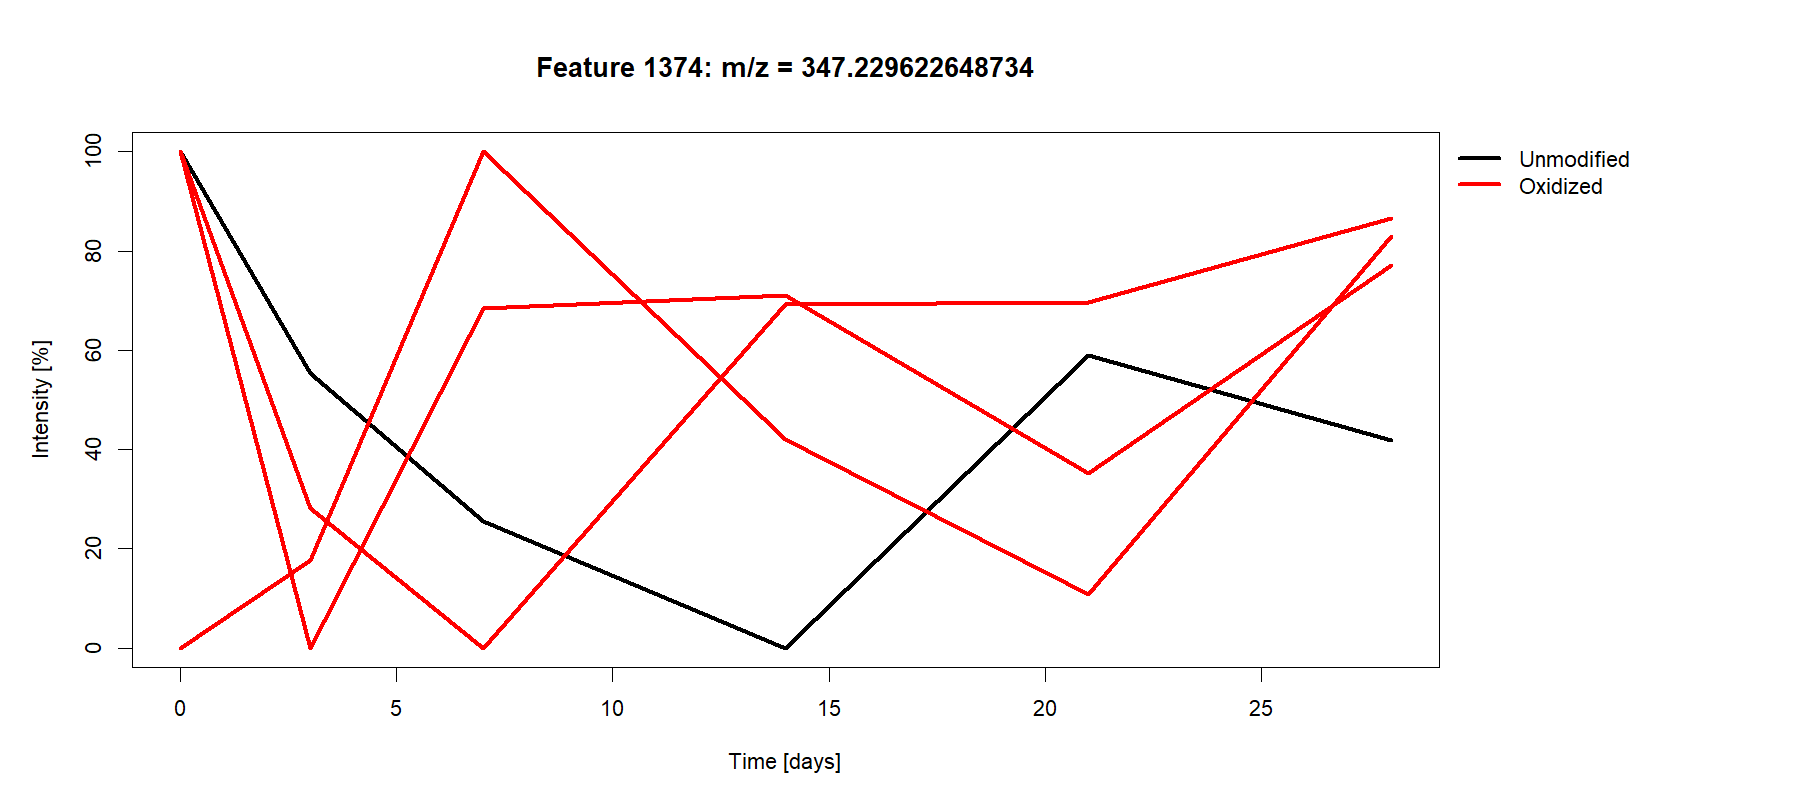 Feature 1374: m/z = 347.229622648734
Unmodified
Oxidized
Intensity [%]
100
80
60
40
20
0
0 5 10 15 20 25
Time [days]